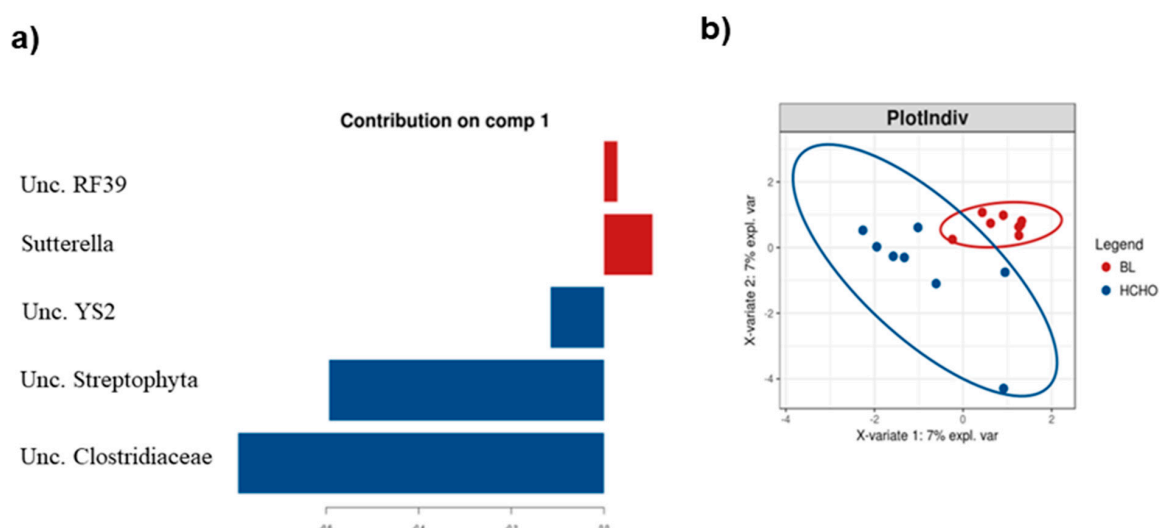 a)
Contribution on comp 1
Unc. RF39
Sutterella
Unc. YS2
Unc. Streptophyta
Unc. Clostridiaceae
b)
PlotIndiv
2
0
-2
-4
X-variate 2: 7% expl. var
-4 -2 0 2
X-variate 1: 7% expl. var
Legend
BL
HCHO